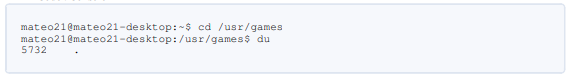 mateo21@mateo21-desktop:~$ cd /usr/games
mateo21@mateo21-desktop:/usr/games$ du
5732    .